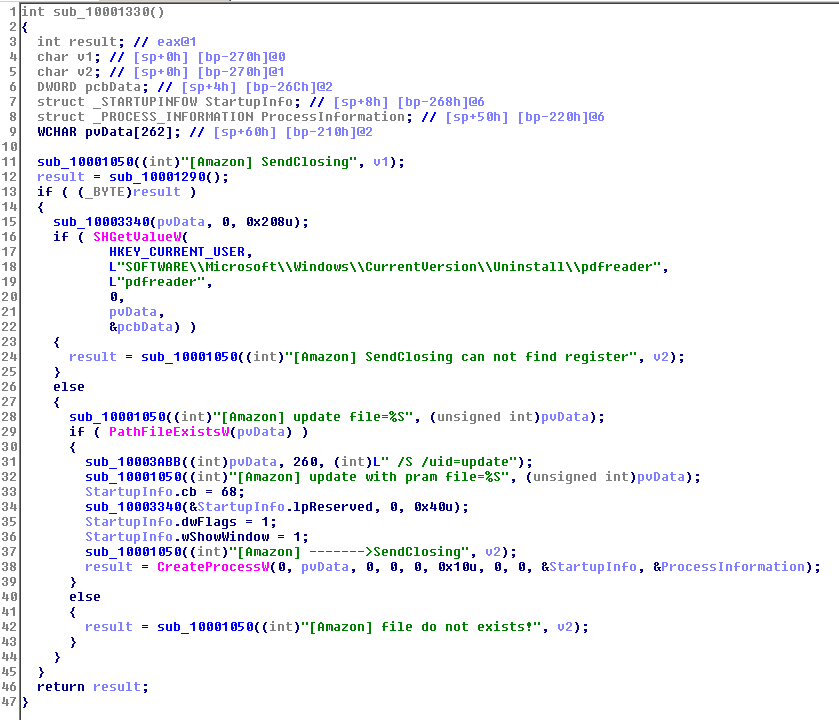 1 int sub_10001330()
2 {
3   int result; // eax@1
4   char v1; // [sp+0h] [bp-270h]@0
5   char v2; // [sp+0h] [bp-270h]@1
6   DWORD pcbData; // [sp+4h] [bp-26Ch]@2
7   struct _STARTUPINFOW StartupInfo; // [sp+8h] [bp-268h]@6
8   struct _PROCESS_INFORMATION ProcessInformation; // [sp+50h] [bp-220h]@6
9   WCHAR pvData[262]; // [sp+60h] [bp-210h]@2
10
11   sub_10001050((int)"[Amazon] SendClosing", v1);
12   result = sub_10001290();
13   if ( (_BYTE)result )
14   {
15     sub_10003340(pvData, 0, 0x208u);
16     if ( SHGetValueW(
17            HKEY_CURRENT_USER,
18            L"SOFTWARE\\Microsoft\\Windows\\CurrentVersion\\Uninstall\\pdfreader",
19            L"pdfreader",
20            0,
21            pvData,
22            &pcbData) )
23     {
24       result = sub_10001050((int)"[Amazon] SendClosing can not find register", v2);
25     }
26     else
27     {
28       sub_10001050((int)"[Amazon] update file=%S", (unsigned int)pvData);
29       if ( PathFileExistsW(pvData) )
30       {
31         sub_10003ABB((int)pvData, 260, (int)L" /S /uid=update");
32         sub_10001050((int)"[Amazon] update with pram file=%S", (unsigned int)pvData);
33         StartupInfo.cb = 68;
34         sub_10003340(&StartupInfo.lpReserved, 0, 0x40u);
35         StartupInfo.dwFlags = 1;
36         StartupInfo.wShowWindow = 1;
37         sub_10001050((int)"[Amazon] ------->SendClosing", v2);
38         result = CreateProcessW(0, pvData, 0, 0, 0, 0x10u, 0, 0, &StartupInfo, &ProcessInformation);
39       }
40       else
41       {
42         result = sub_10001050((int)"[Amazon] file do not exists!", v2);
43       }
44     }
45   }
46   return result;
47 }